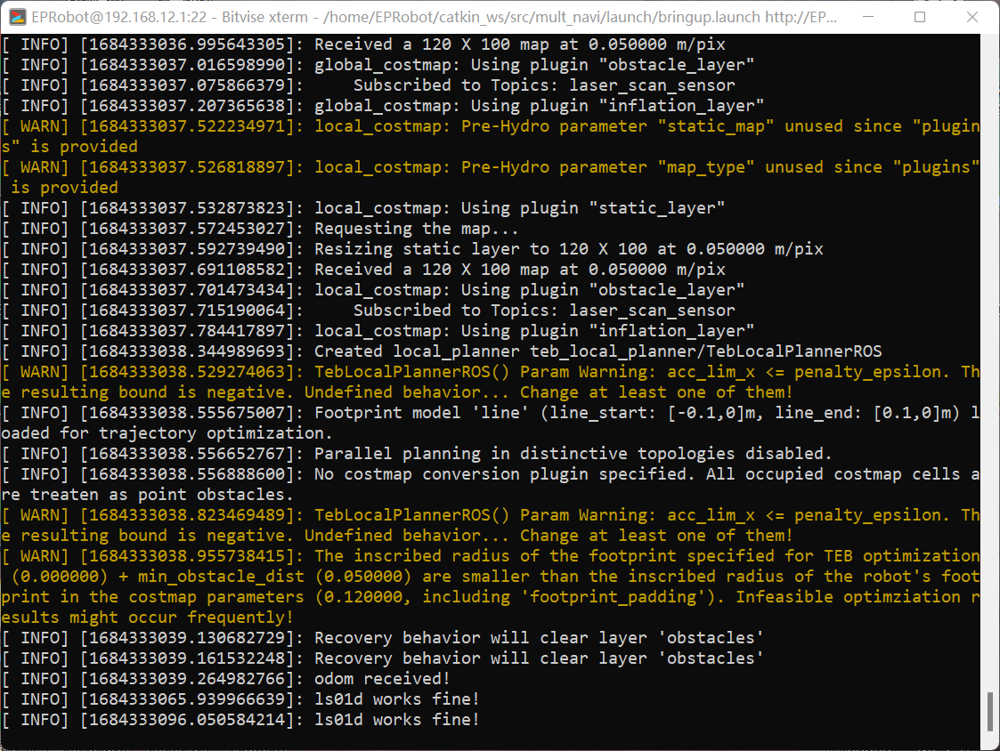 EPRobot@192.168.12.1:22 - Bitvise xterm - /home/EPRobot/catkin_ws/src/mult_navi/launch/bringup.launch http://EP...
[ INFO] [1684333036.995643305]: Received a 120 X 100 map at 0.050000 m/pix
[ INFO] [1684333037.016598990]: global_costmap: Using plugin "obstacle_layer"
[ INFO] [1684333037.075866379]:     Subscribed to Topics: laser_scan_sensor
[ INFO] [1684333037.207365638]: global_costmap: Using plugin "inflation_layer"
[ WARN] [1684333037.522234971]: local_costmap: Pre-Hydro parameter "static_map" unused since "plugin
s" is provided
[ WARN] [1684333037.526818897]: local_costmap: Pre-Hydro parameter "map_type" unused since "plugins"
 is provided
[ INFO] [1684333037.532873823]: local_costmap: Using plugin "static_layer"
[ INFO] [1684333037.572453027]: Requesting the map...
[ INFO] [1684333037.592739490]: Resizing static layer to 120 X 100 at 0.050000 m/pix
[ INFO] [1684333037.691108582]: Received a 120 X 100 map at 0.050000 m/pix
[ INFO] [1684333037.701473434]: local_costmap: Using plugin "obstacle_layer"
[ INFO] [1684333037.715190064]:     Subscribed to Topics: laser_scan_sensor
[ INFO] [1684333037.784417897]: local_costmap: Using plugin "inflation_layer"
[ INFO] [1684333038.344989693]: Created local_planner teb_local_planner/TebLocalPlannerROS
[ WARN] [1684333038.529274063]: TebLocalPlannerROS() Param Warning: acc_lim_x <= penalty_epsilon. Th
e resulting bound is negative. Undefined behavior... Change at least one of them!
[ INFO] [1684333038.555675007]: Footprint model 'line' (line_start: [-0.1,0]m, line_end: [0.1,0]m) l
oaded for trajectory optimization.
[ INFO] [1684333038.556652767]: Parallel planning in distinctive topologies disabled.
[ INFO] [1684333038.556888600]: No costmap conversion plugin specified. All occupied costmap cells a
re treaten as point obstacles.
[ WARN] [1684333038.823469489]: TebLocalPlannerROS() Param Warning: acc_lim_x <= penalty_epsilon. Th
e resulting bound is negative. Undefined behavior... Change at least one of them!
[ WARN] [1684333038.955738415]: The inscribed radius of the footprint specified for TEB optimization
 (0.000000) + min_obstacle_dist (0.050000) are smaller than the inscribed radius of the robot's foot
print in the costmap parameters (0.120000, including 'footprint_padding'). Infeasible optimziation r
esults might occur frequently!
[ INFO] [1684333039.130682729]: Recovery behavior will clear layer 'obstacles'
[ INFO] [1684333039.161532248]: Recovery behavior will clear layer 'obstacles'
[ INFO] [1684333039.264982766]: odom received!
[ INFO] [1684333065.939966639]: ls01d works fine!
[ INFO] [1684333096.050584214]: ls01d works fine!